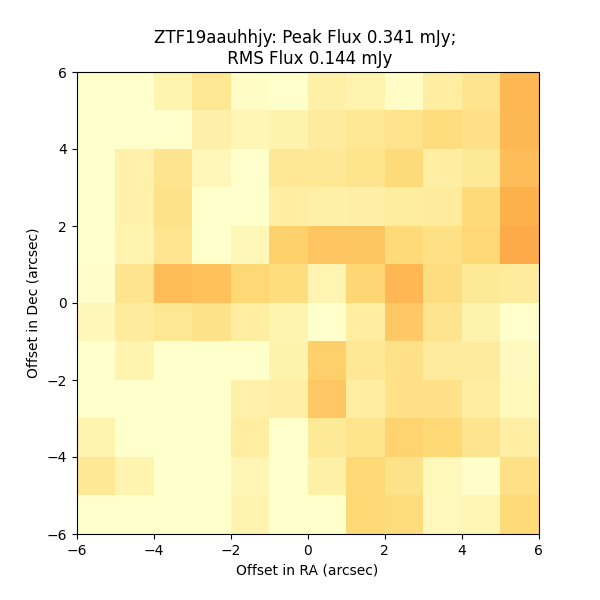 ZTF19aauhhjy: Peak Flux 0.341 mJy;
RMS Flux 0.144 mJy
6
4
2
0
−2
−4
−6
Offset in Dec (arcsec)
−6 −4 −2 0 2 4 6
Offset in RA (arcsec)